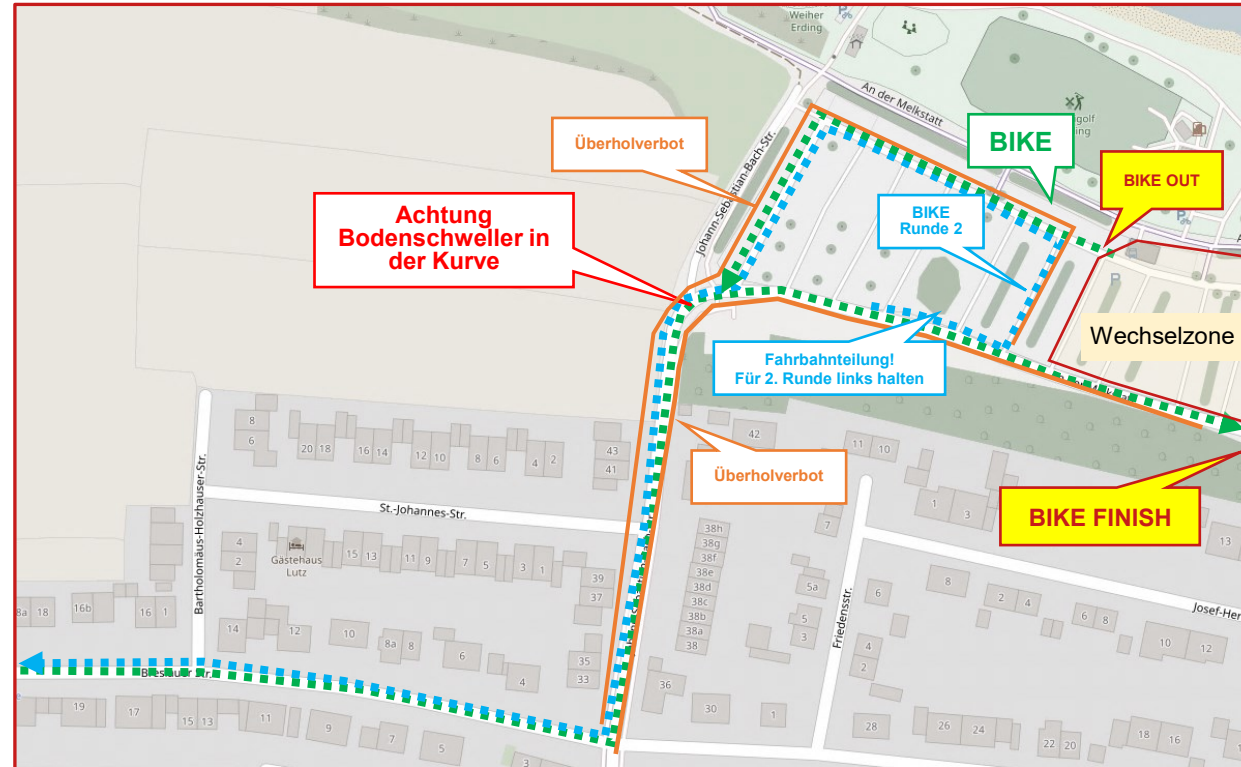 Weiher
Erding
An der Melkstatt
BIKE
BIKE OUT
Überholverbot
Johann-Sebastian-Bach-Str.
Achtung
Bodenschweller in
der Kurve
BIKE
Runde 2
P
Wechselzone
Fahrbahnteilung!
Für 2. Runde links halten
Überholverbot
BIKE FINISH
8
6
20 18
16 14
12 10
8 6
4 2
43
41
42
11 10
1
3
13
St.-Johannes-Str.
Bartholomäus-Holzhauser-Str.
4
2
Gästehaus
Lutz
15 13
11 9
7 5
3 1
39
37
38h
38g
38f
38e
38d
38c
38b
38a
38
7
5a
5
3
Friedensstr.
6
4
2
8
2 4
6 8
10 12
Josef-Her
8a 18
16b
16 1
14
12
10
8a 8
6
4
35
33
36
30
1
28
26 24
22 20
18 16
Breslauer Str.
19
17
15 13
11
9
7
5
3